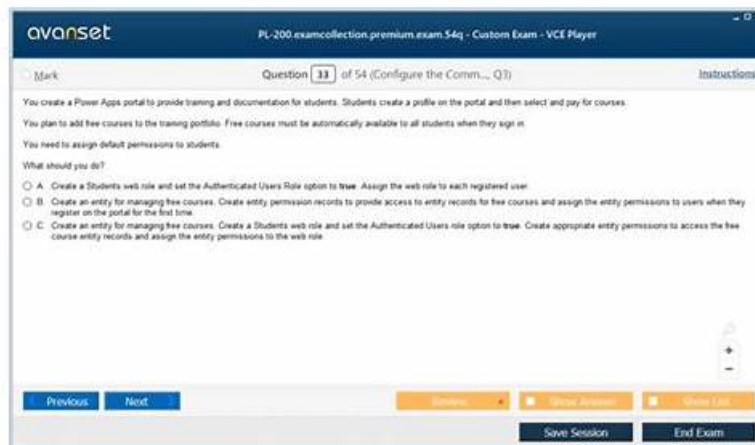 avanset
PL-200.examcollection.premium.exam.54q - Custom Exam - VCE Player
Mark
Question 33 of 54 (Configure the Comm..., Q3)
Instructions
You create a Power Apps portal to provide training and documentation for students. Students create a profile on the portal and then select and pay for courses.
You plan to add free courses to the training portfolio. Free courses must be automatically available to all students when they sign in.
You need to assign default permissions to students.
What should you do?
A. Create a Students web role and set the Authenticated Users Role option to true. Assign the web role to each registered user.
B. Create an entity for managing free courses. Create entity permission records to provide access to entity records for free courses and assign the entity permissions to users when they
register on the portal for the first time.
C. Create an entity for managing free courses. Create a Students web role and set the Authenticated Users role option to true. Create appropriate entity permissions to access the free
course entity records and assign the entity permissions to the web role.
+
-
Previous
Next
Review
Show Answer
Show List
Save Session
End Exam